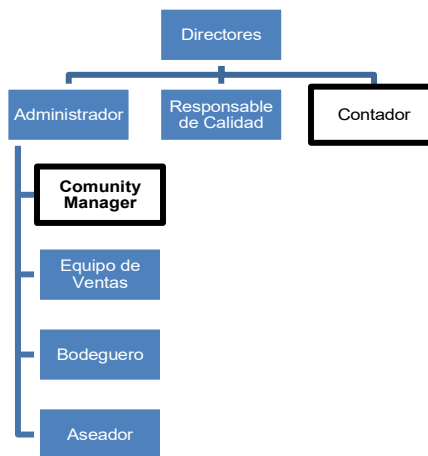 Directores
Administrador
Responsable
de Calidad
Contador
Comunity
Manager
Equipo de
Ventas
Bodeguero
Aseador